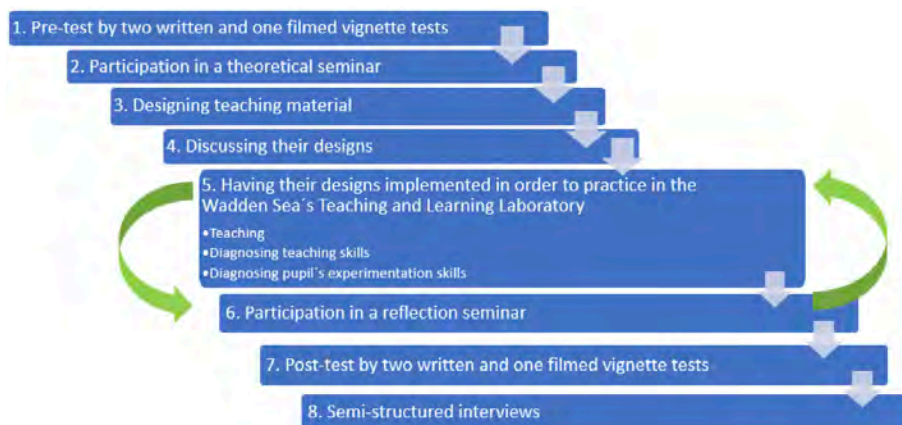 1. Pre-test by two written and one filmed vignette tests
2. Participation in a theoretical seminar
3. Designing teaching material
4. Discussing their designs
5. Having their designs implemented in order to practice in the
Wadden Sea´s Teaching and Learning Laboratory
•Teaching
•Diagnosing teaching skills
•Diagnosing pupil´s experimentation skills
6. Participation in a reflection seminar
7. Post-test by two written and one filmed vignette tests
8. Semi-structured interviews